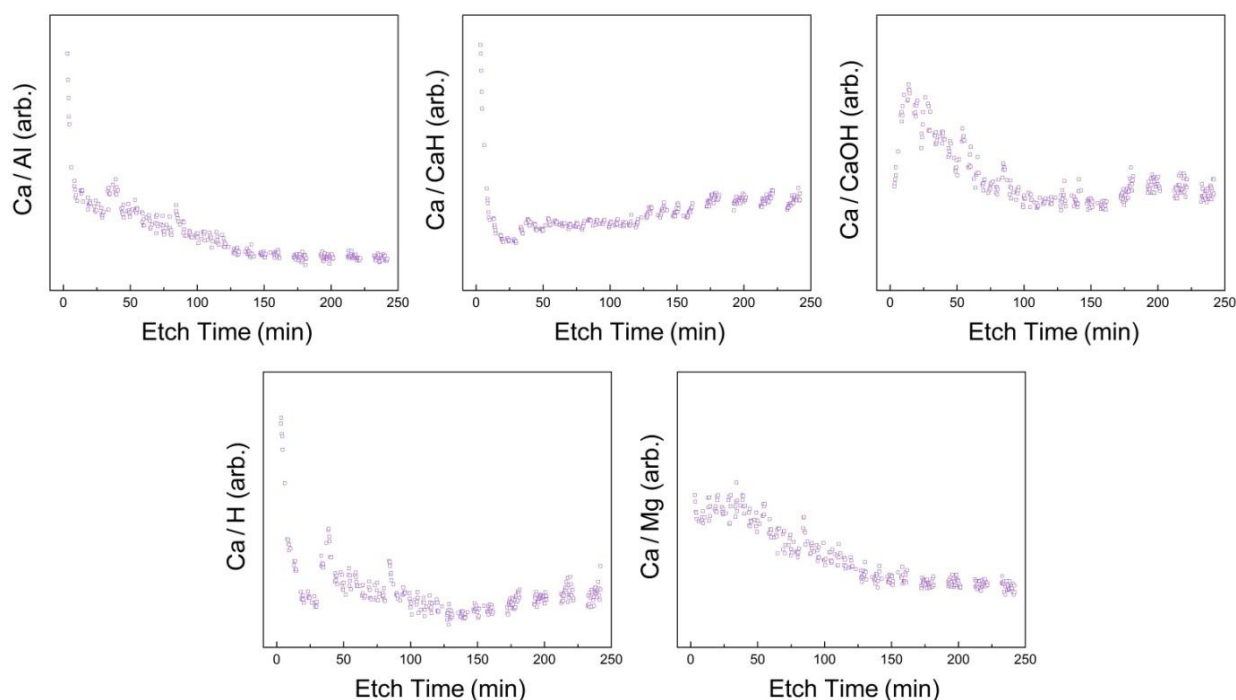 Ca / Al (arb.)
0 50 100 150 200 250
Etch Time (min)
Ca / CaH (arb.)
0 50 100 150 200 250
Etch Time (min)
Ca / CaOH (arb.)
0 50 100 150 200 250
Etch Time (min)
Ca / H (arb.)
0 50 100 150 200 250
Etch Time (min)
Ca / Mg (arb.)
0 50 100 150 200 250
Etch Time (min)